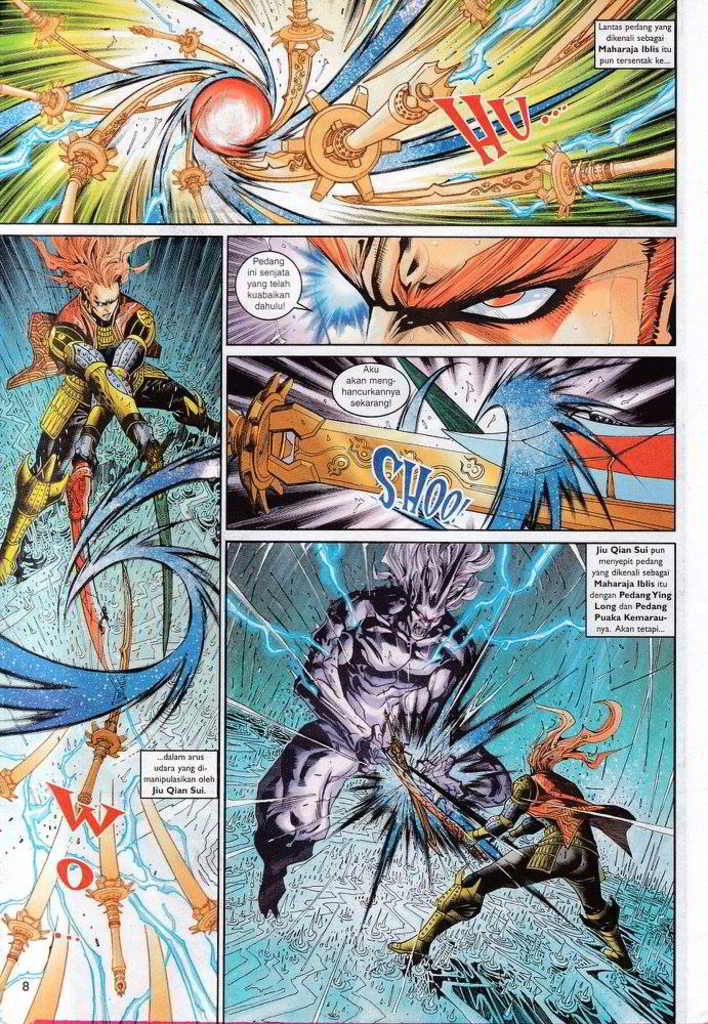 Lantas pedang yang
dikenali sebagai
Maharaja Iblis itu
pun tersentak ke...
HU...
...dalam arus
udara yang di-
manipulasikan oleh
Jiu Qian Sui.
WO...
Pedang
ini senjata
yang telah
kuabaikan
dahulu!
Aku
akan meng-
hancurkannya
sekarang!
SHOO!
Jiu Qian Sui pun
menyepit pedang
yang dikenali sebagai
Maharaja Iblis itu
dengan Pedang Ying
Long dan Pedang
Puaka Kemarau-
nya. Akan tetapi...
8